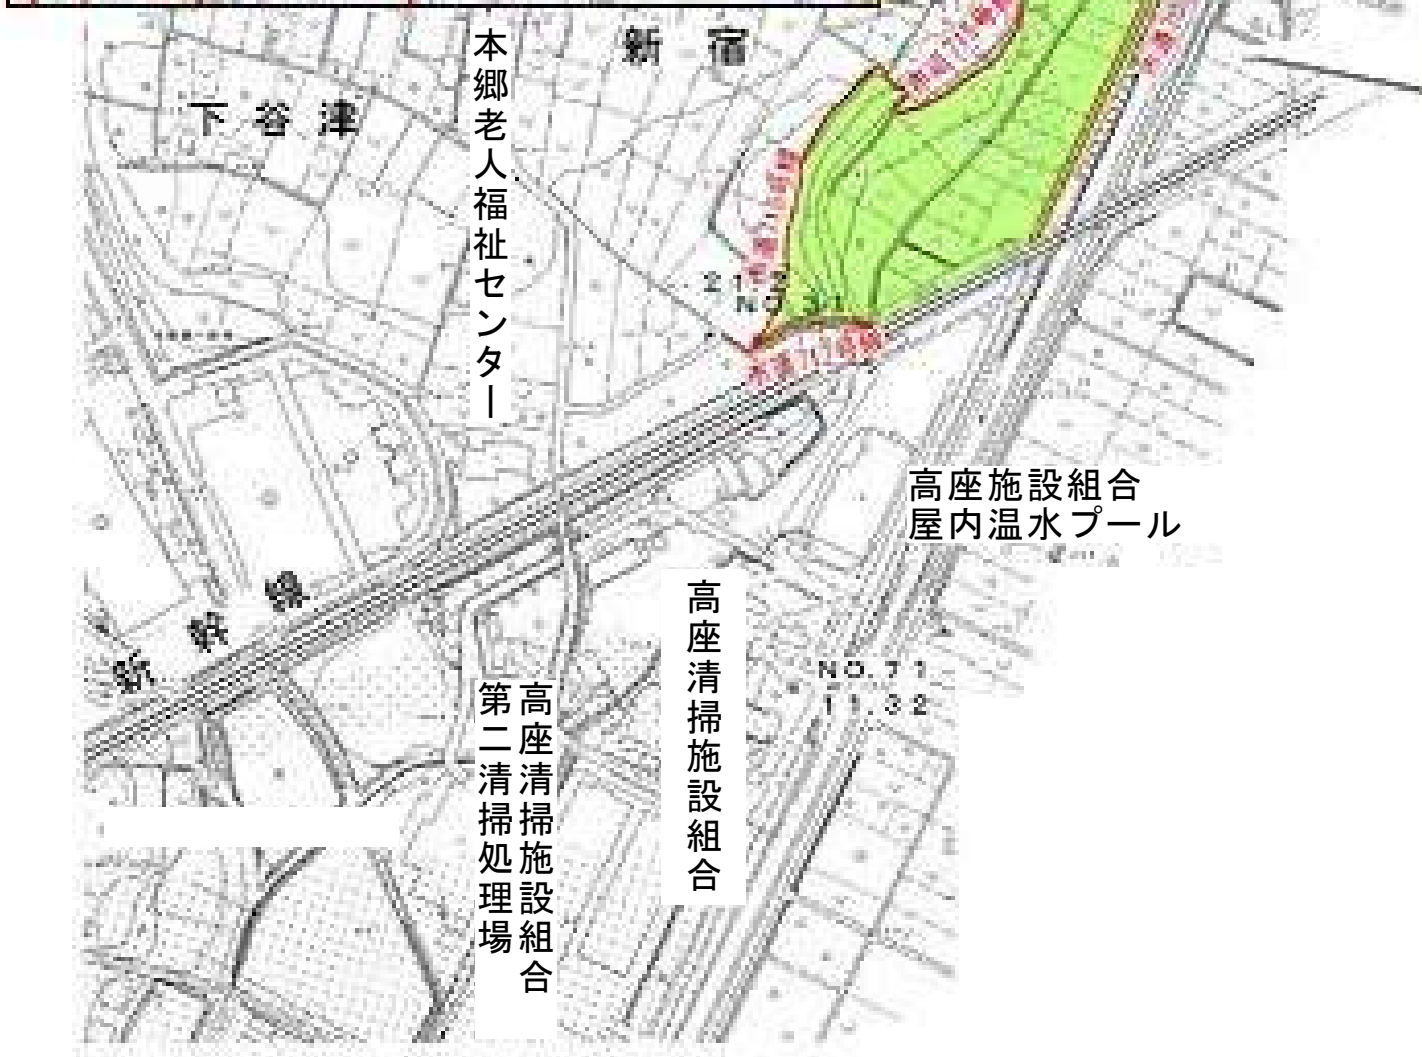 新宿
下谷津
本郷老人福祉センター
高座施設組合
屋内温水プール
新幹線
高座清掃施設組合
NO.71
11.32
高座清掃施設組合
第二清掃処理場